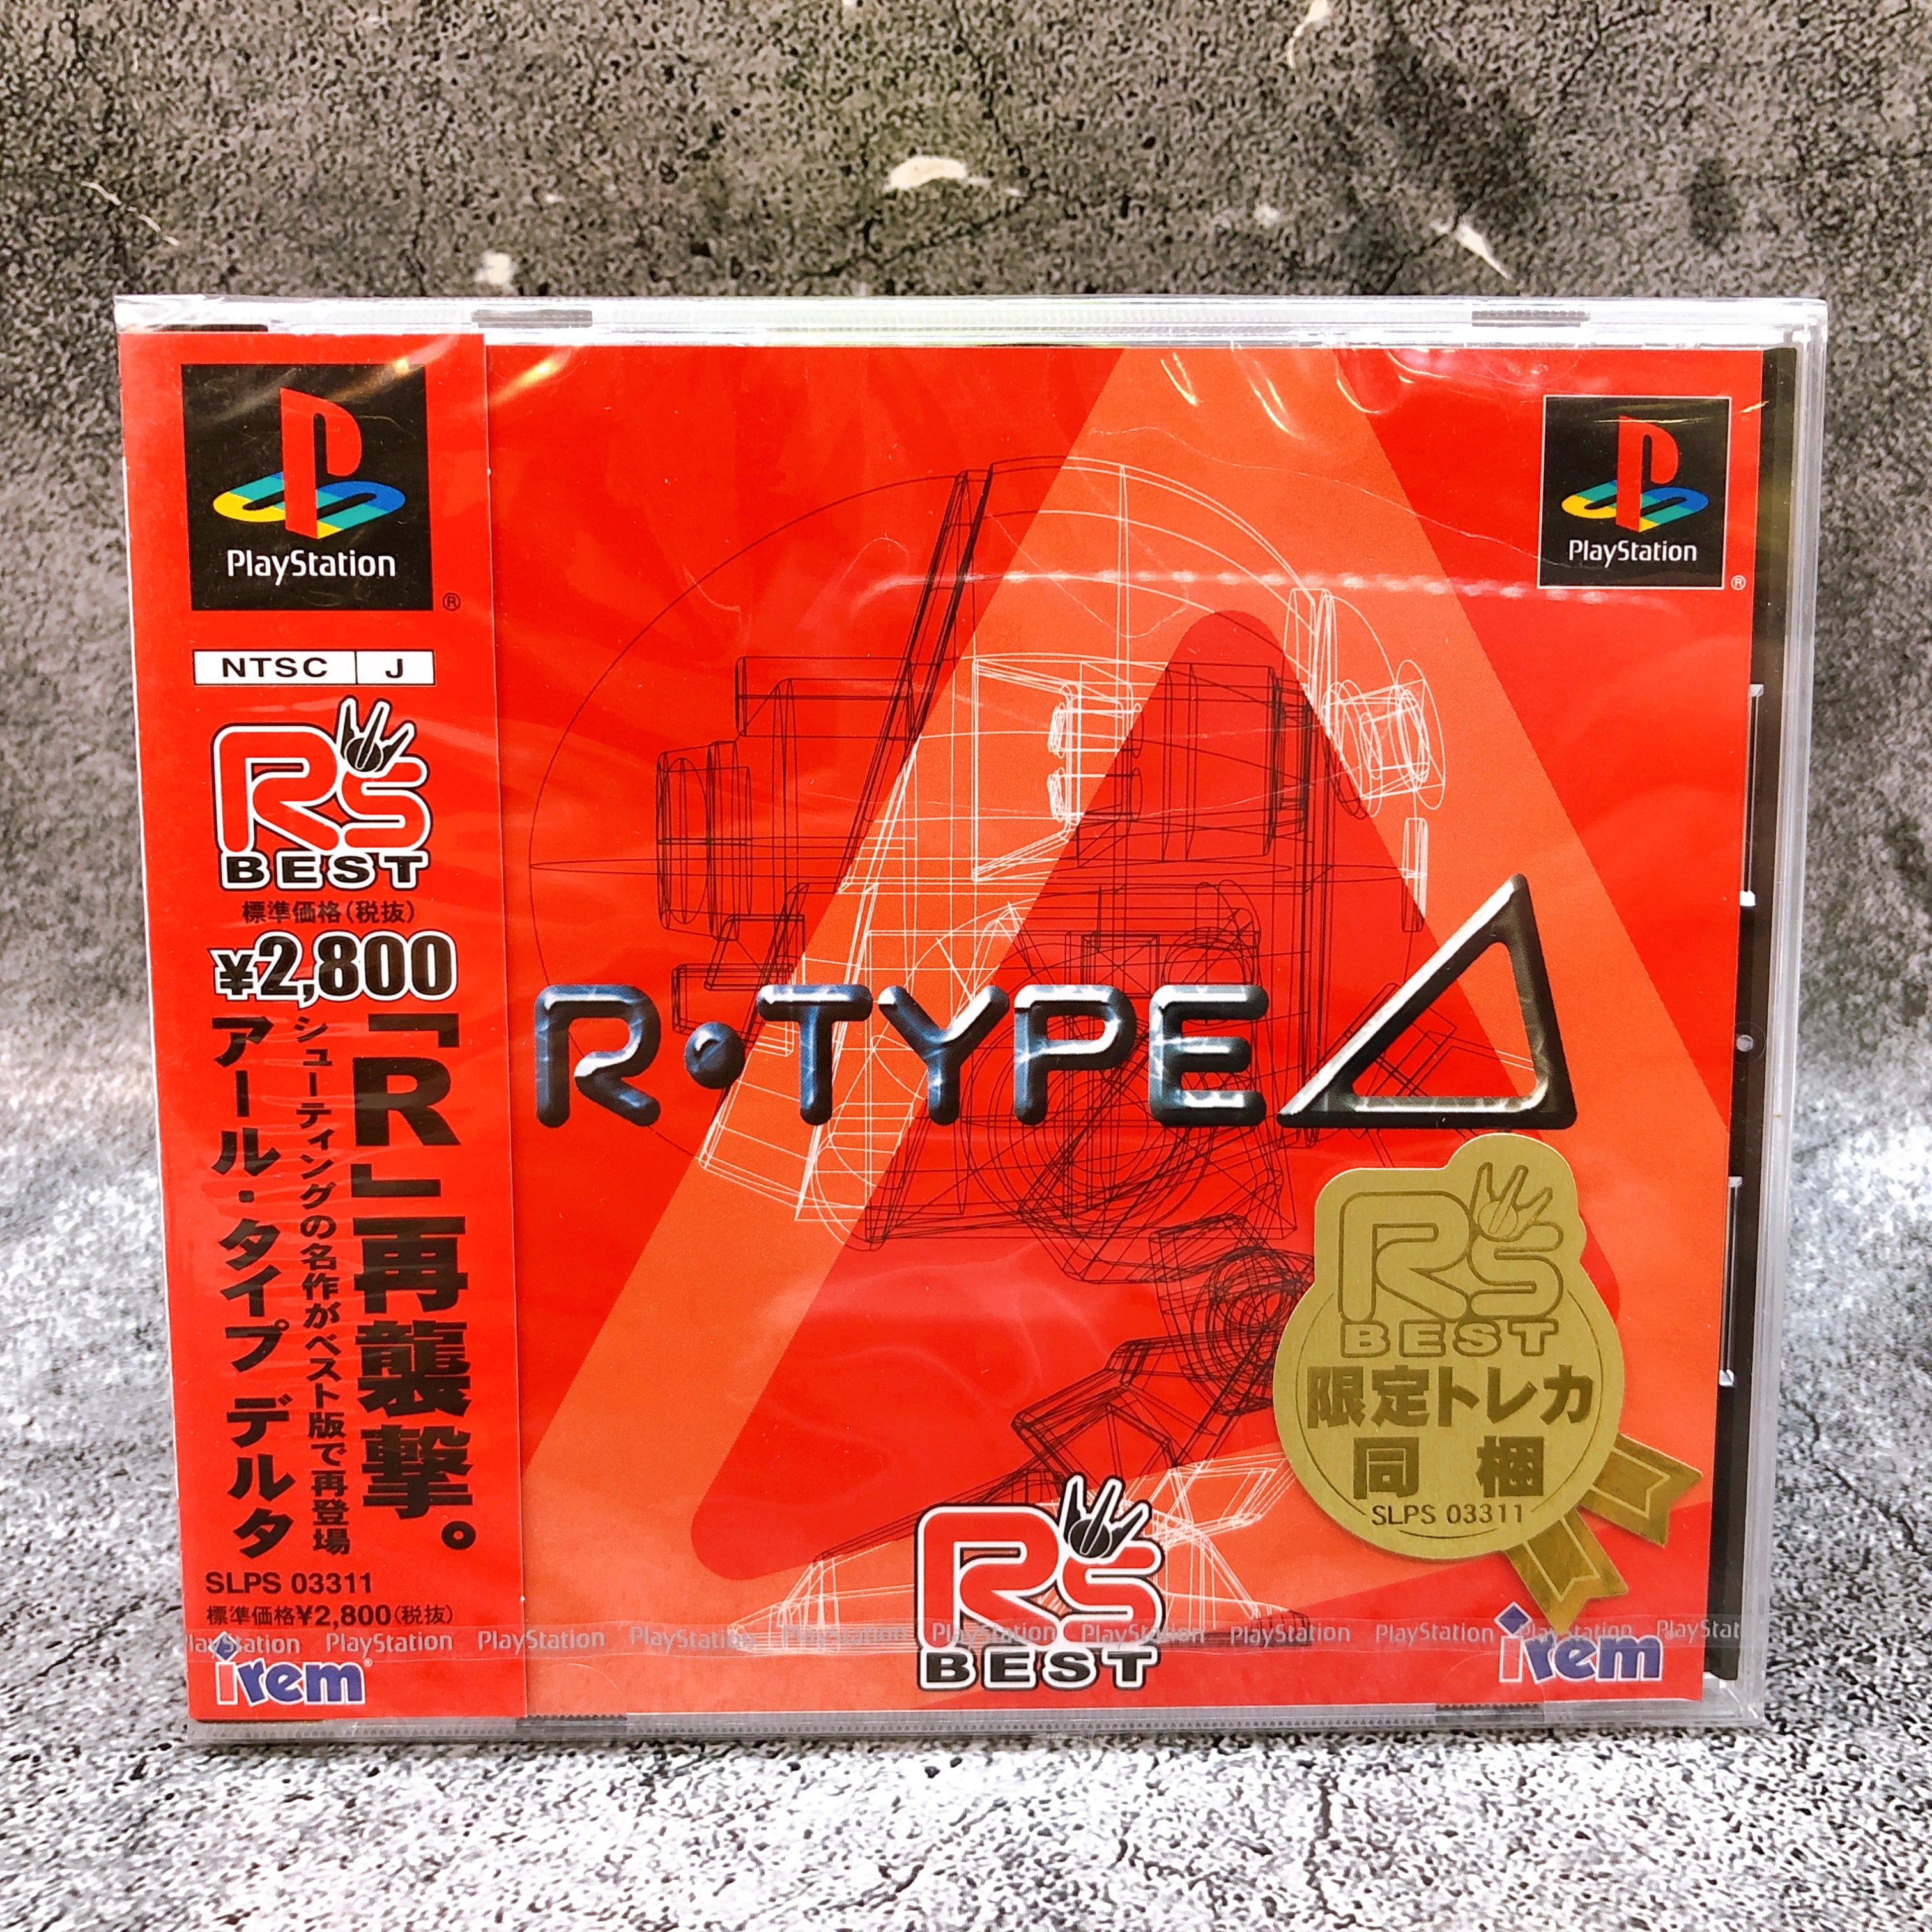 PlayStation
®
NTSC J
R's
BEST
標準価格(税抜)
¥2,800
「R」再襲撃。
シューティングの名作がベスト版で再登場
アール・タイプ デルタ
SLPS 03311
標準価格¥2,800(税抜)
irem®
PlayStation
®
R·TYPE Δ
R's
BEST
限定トレカ
同梱
SLPS 03311
R's
BEST
PlayStation PlayStation PlayStation PlayStation PlayStation PlayStation PlayStation PlayStation PlayStation
irem